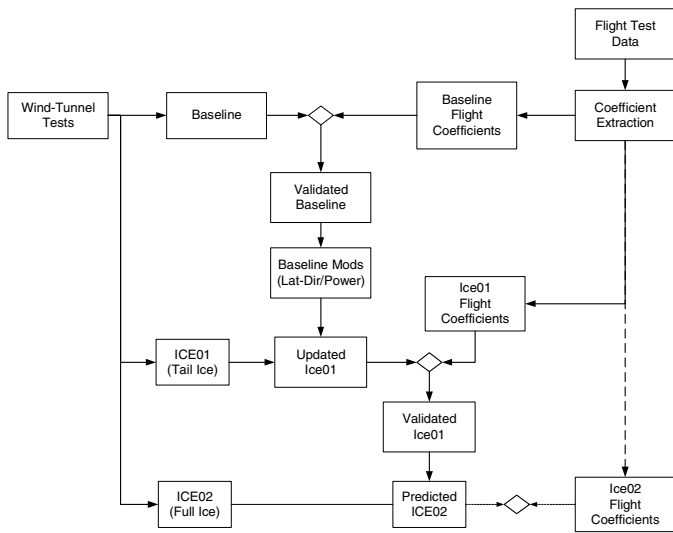 Flight Test
Data
Wind-Tunnel
Tests
Baseline
Baseline
Flight
Coefficients
Coefficient
Extraction
Validated
Baseline
Baseline Mods
(Lat-Dir/Power)
Ice01
Flight
Coefficients
ICE01
(Tail Ice)
Updated
Ice01
Validated
Ice01
ICE02
(Full Ice)
Predicted
ICE02
Ice02
Flight
Coefficients